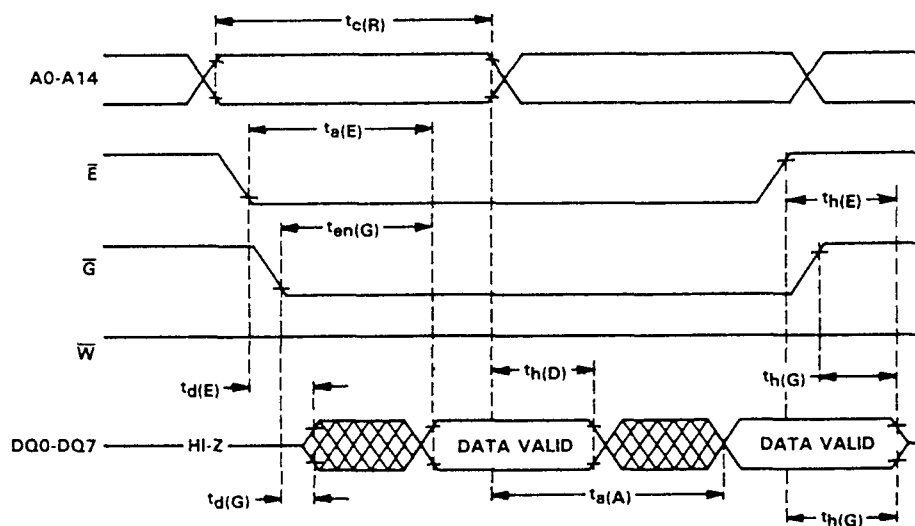 tc(R)
A0-A14
ta(E)
E
th(E)
ten(G)
G
W
th(D)
td(E)
th(G)
DQ0-DQ7 HI-Z DATA VALID DATA VALID
td(G)
ta(A)
th(G)